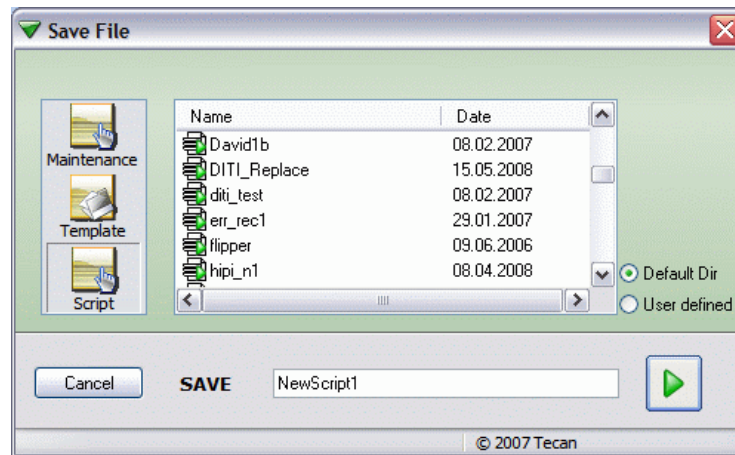 Save File
Name Date
David1b 08.02.2007
DITI_Replace 15.05.2008
diti_test 08.02.2007
err_rec1 29.01.2007
flipper 09.06.2006
hipi_n1 08.04.2008
Maintenance
Template
Script
Default Dir
User defined
Cancel SAVE NewScript1
© 2007 Tecan